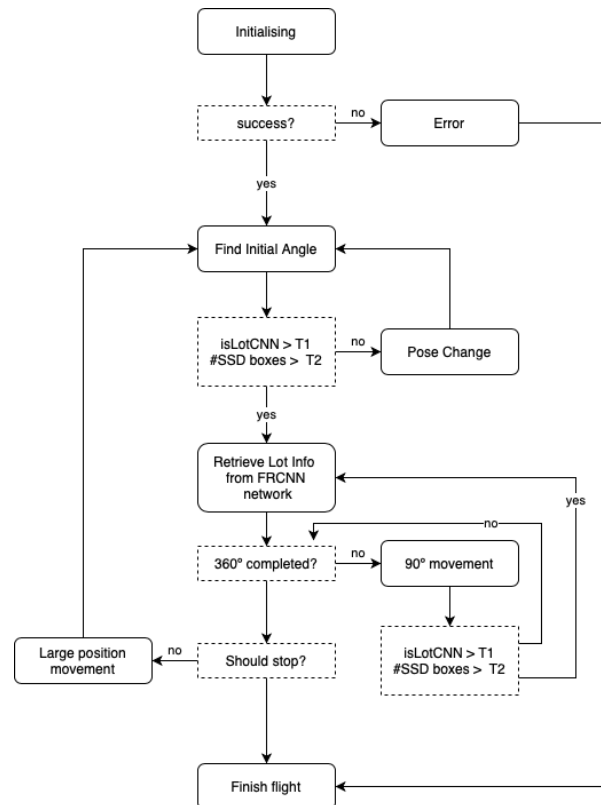 Initialising
success?
no
Error
yes
Find Initial Angle
isLotCNN > T1
#SSD boxes >  T2
no
Pose Change
yes
Retrieve Lot Info
from FRCNN
network
yes
no
360º completed?
no
90º movement
isLotCNN > T1
#SSD boxes >  T2
Large position
movement
no
Should stop?
Finish flight